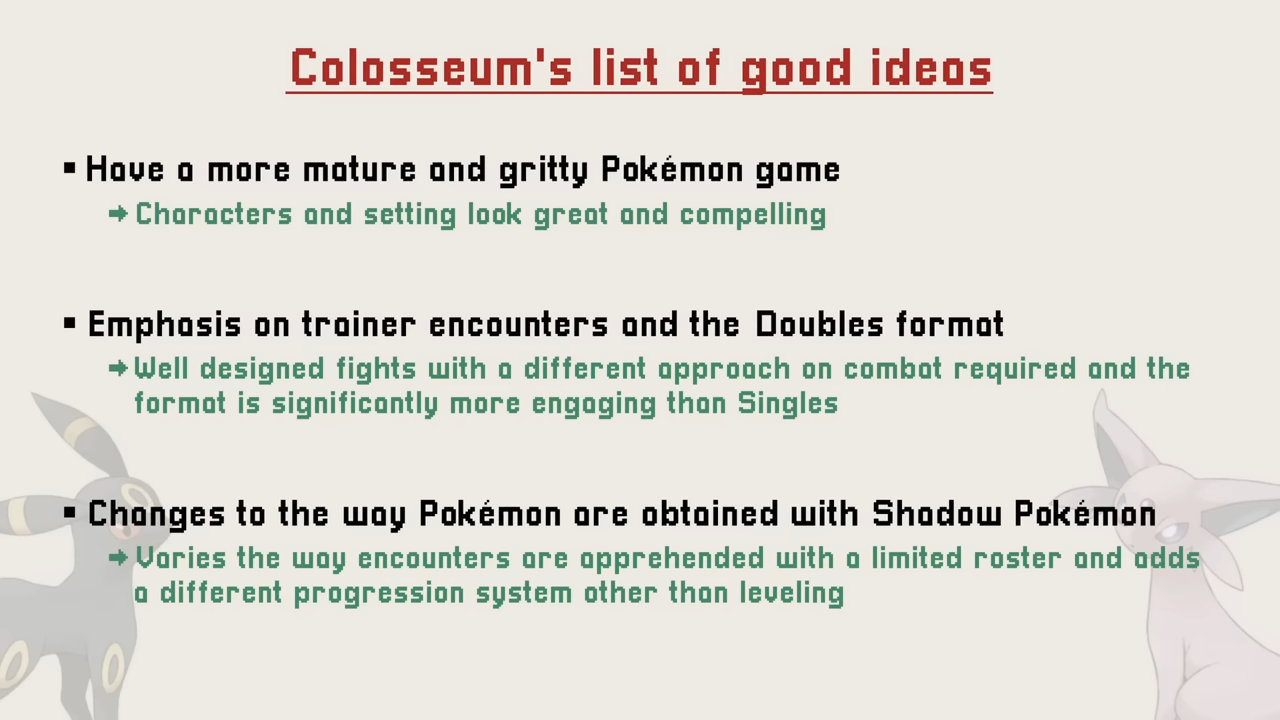 Colosseum's list of good ideas
▪ Have a more mature and gritty Pokémon game
➔ Characters and setting look great and compelling
▪ Emphasis on trainer encounters and the Doubles format
➔ Well designed fights with a different approach on combat required and the
format is significantly more engaging than Singles
▪ Changes to the way Pokémon are obtained with Shadow Pokémon
➔ Varies the way encounters are apprehended with a limited roster and adds
a different progression system other than leveling